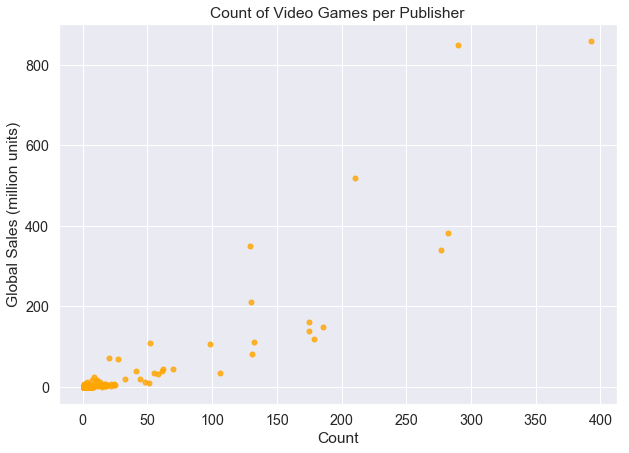 Count of Video Games per Publisher
Global Sales (million units)
800
600
400
200
0
0 50 100 150 200 250 300 350 400
Count